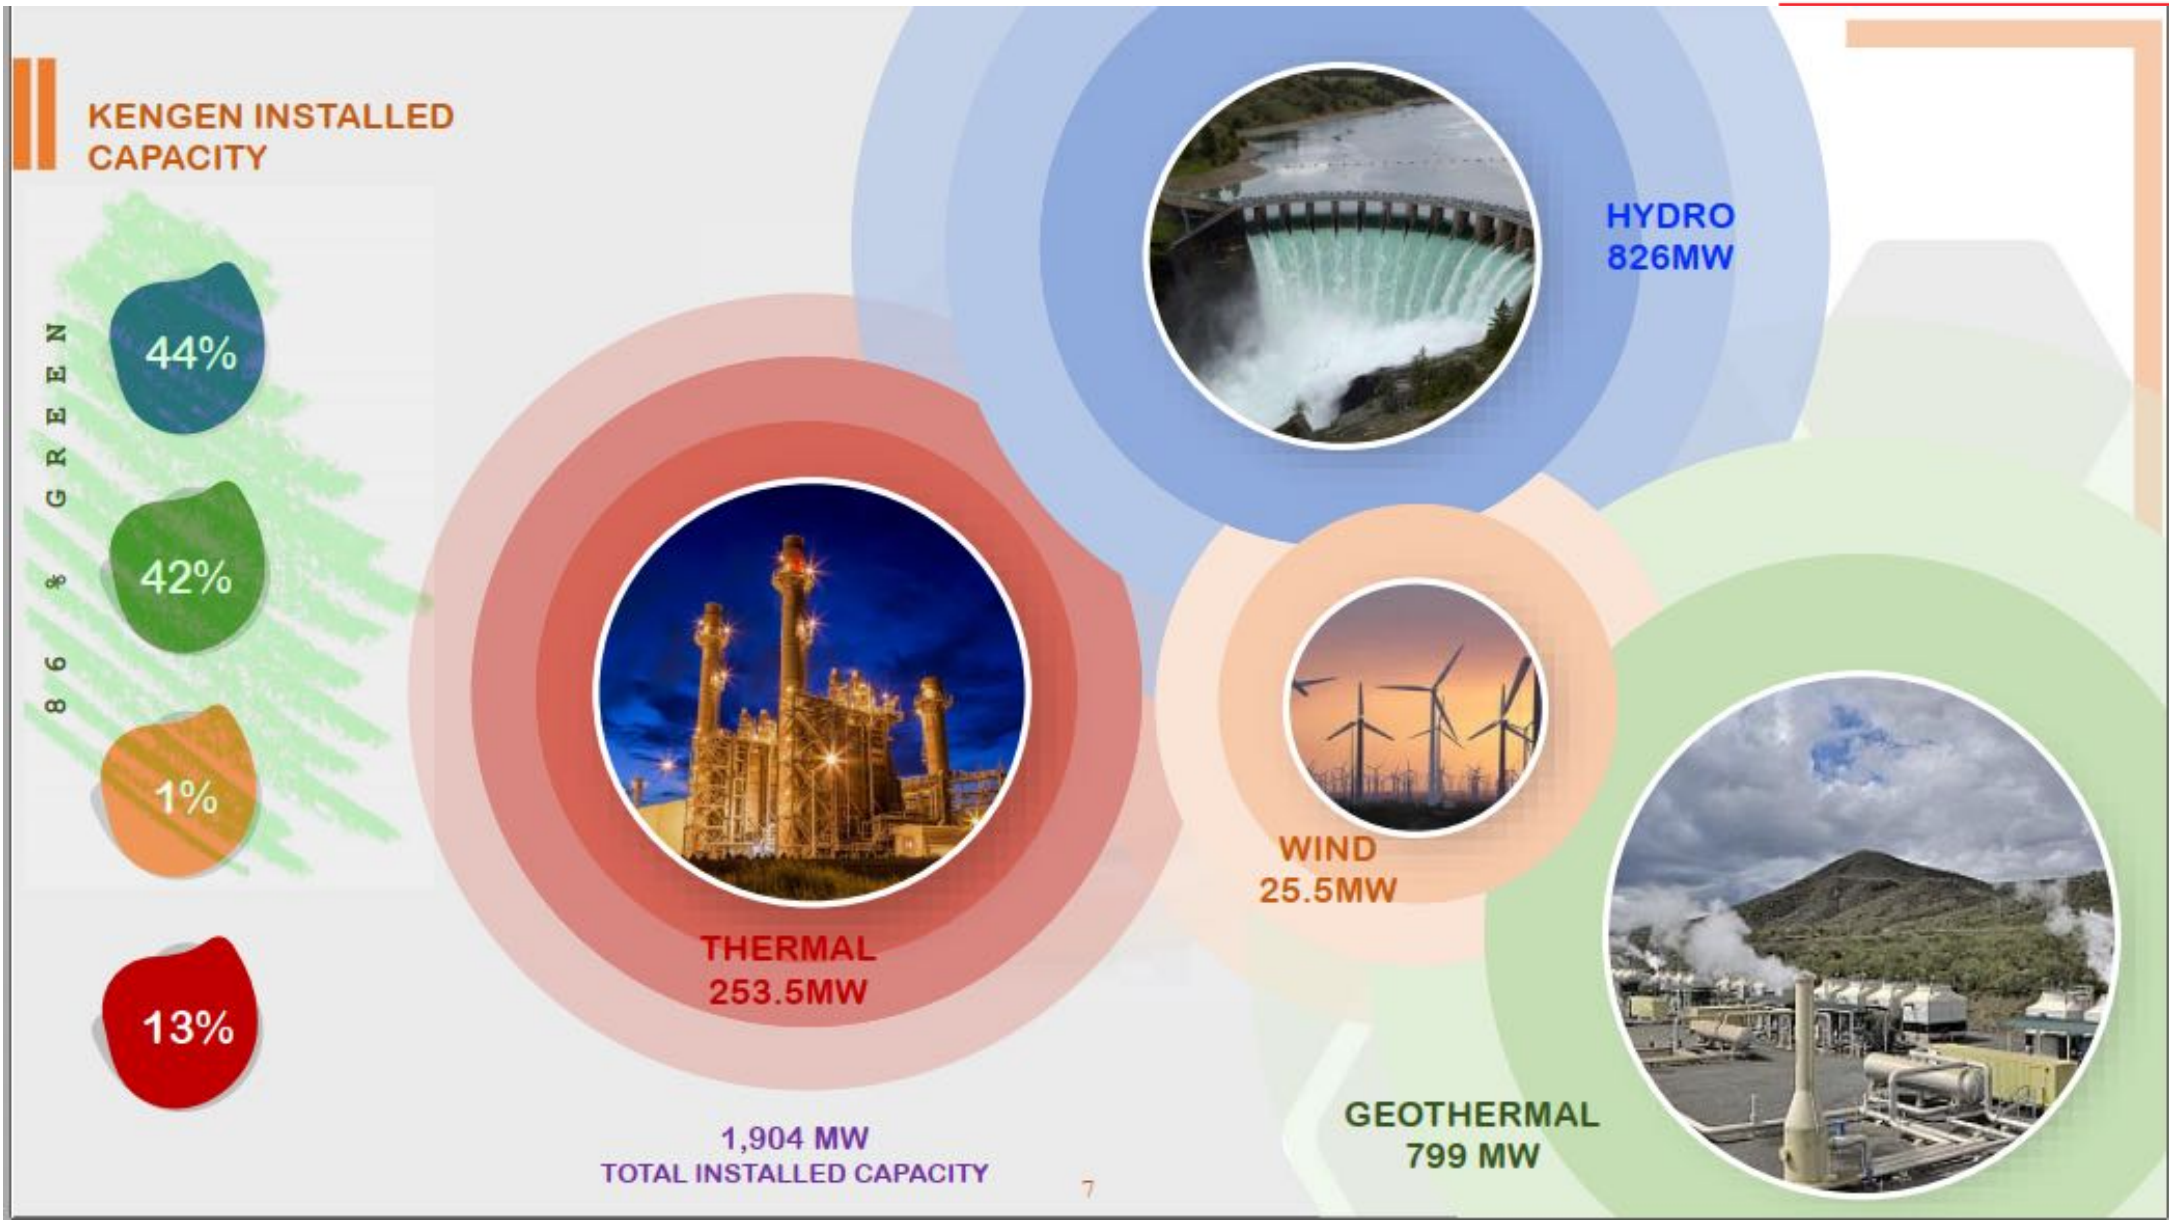 KENGEN INSTALLED
CAPACITY
86% GREEN
44%
42%
1%
13%
HYDRO
826MW
THERMAL
253.5MW
WIND
25.5MW
GEOTHERMAL
799 MW
1,904 MW
TOTAL INSTALLED CAPACITY
7